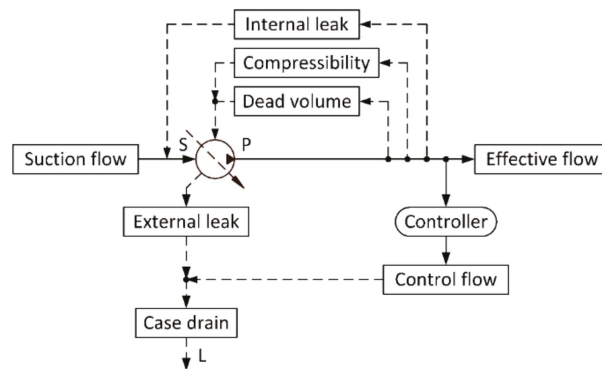 Internal leak
Compressibility
Dead volume
S
P
Suction flow
Effective flow
External leak
Controller
Control flow
Case drain
L